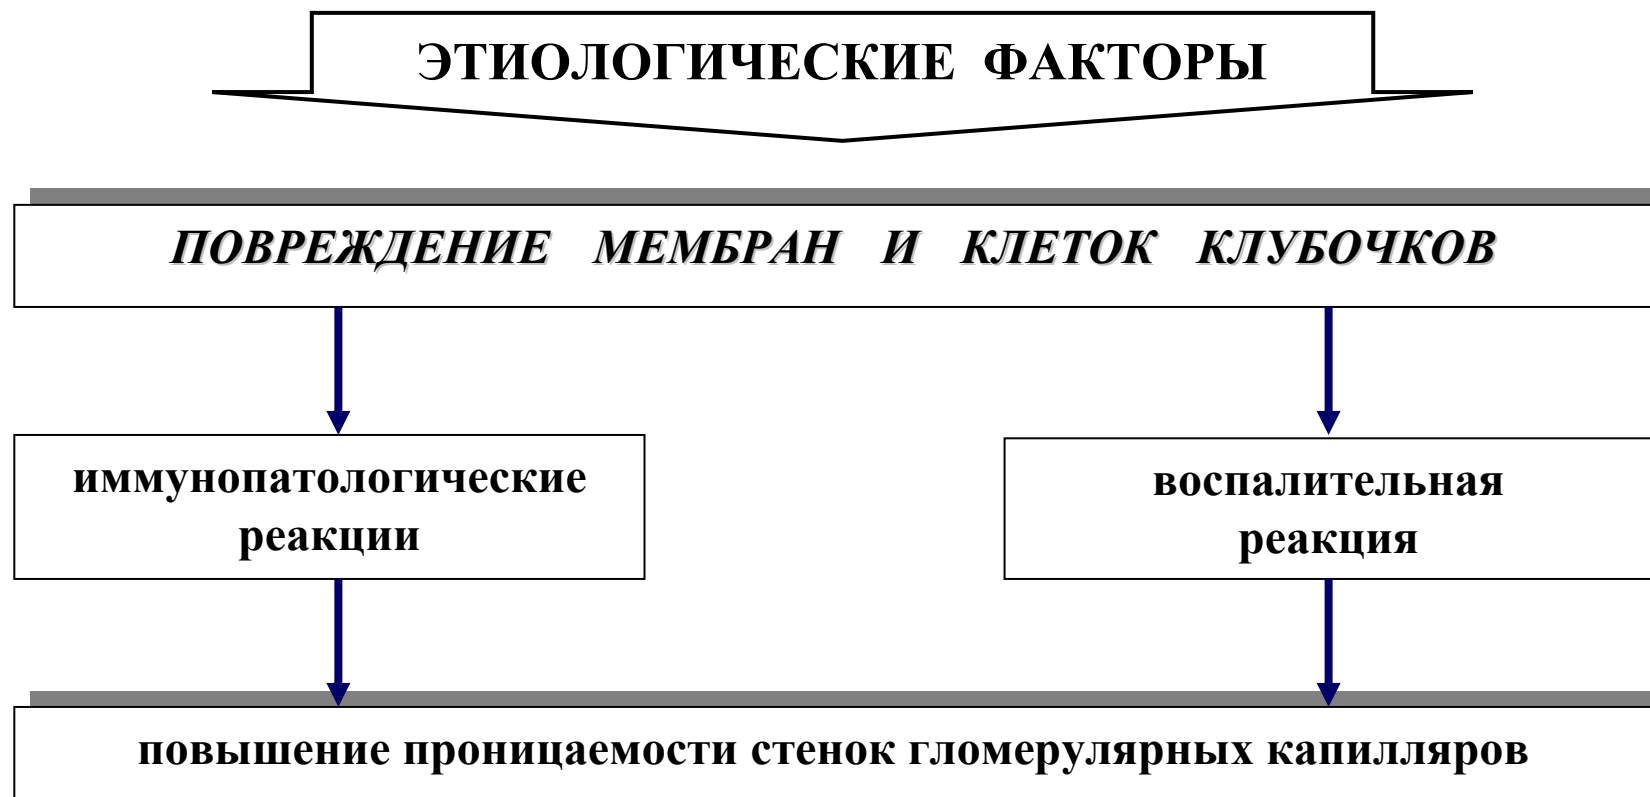 ЭТИОЛОГИЧЕСКИЕ ФАКТОРЫ
ПОВРЕЖДЕНИЕ МЕМБРАН И КЛЕТОК КЛУБОЧКОВ
иммунопатологические
реакции
воспалительная
реакция
повышение проницаемости стенок гломерулярных капилляров